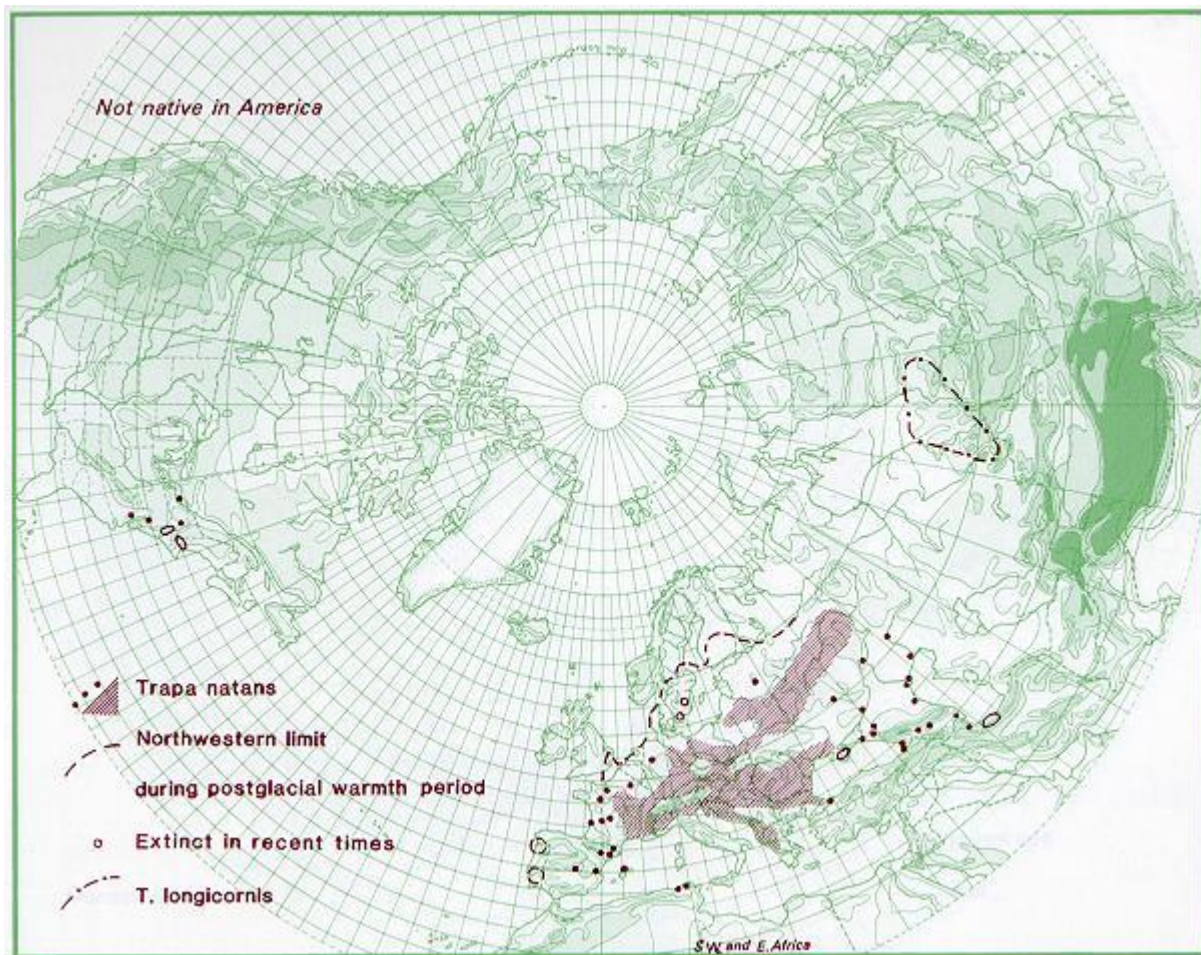 Not native in America
Trapa natans
Northwestern limit
during postglacial warmth period
Extinct in recent times
T. longicornis
S.W. and E. Africa